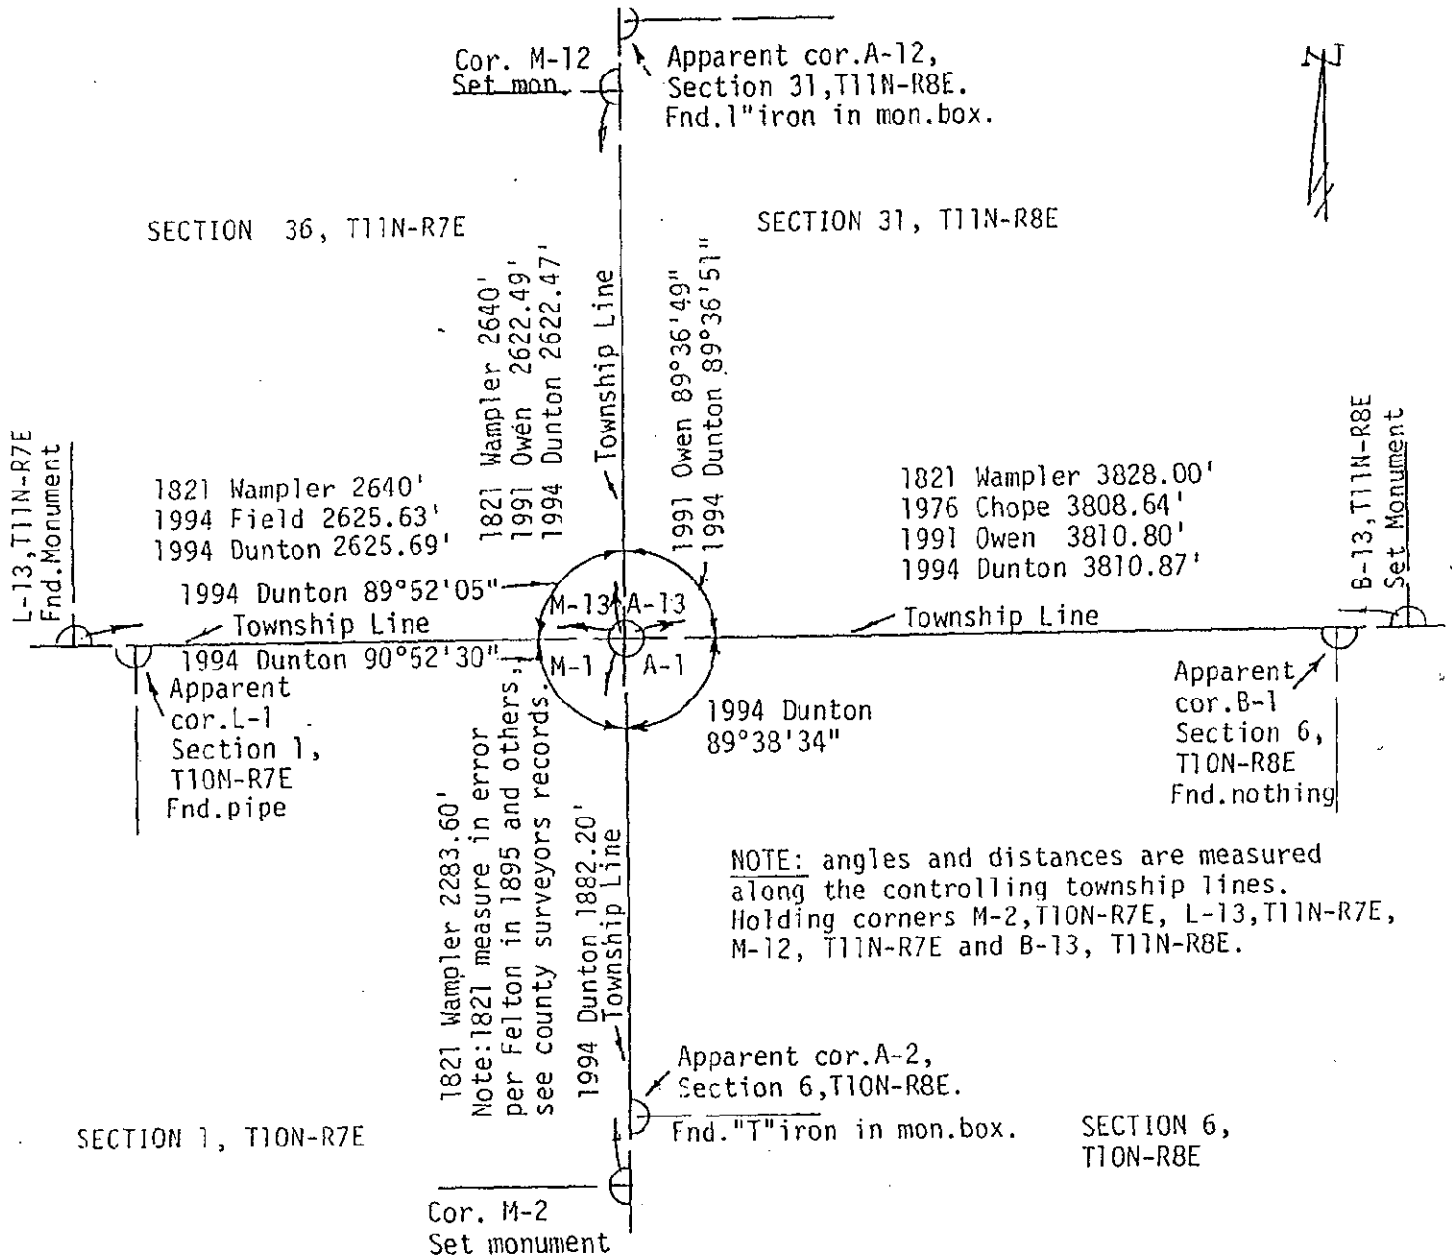 Cor. M-12
Set mon.
Apparent cor.A-12,
Section 31,T11N-R8E.
Fnd.1"iron in mon.box.
N
SECTION 36, T11N-R7E
SECTION 31, T11N-R8E
1821 Wampler 2640'
1991 Owen 2622.49'
1994 Dunton 2622.47'
Township Line
1991 Owen 89°36'49"
1994 Dunton 89°36'51"
L-13,T11N-R7E
Fnd.Monument
1821 Wampler 2640'
1994 Field 2625.63'
1994 Dunton 2625.69'
1821 Wampler 3828.00'
1976 Chope 3808.64'
1991 Owen 3810.80'
1994 Dunton 3810.87'
B-13,T11N-R8E
Set Monument
1994 Dunton 89°52'05"
Township Line
M-13
A-13
Township Line
1994 Dunton 90°52'30"
M-1
A-1
Apparent
cor.L-1
Section 1,
T10N-R7E
Fnd.pipe
1994 Dunton
89°38'34"
Apparent
cor.B-1
Section 6,
T10N-R8E
Fnd.nothing
1821 Wampler 2283.60'
Note:1821 measure in error
per Felton in 1895 and others,
see county surveyors records.
1994 Dunton 1882.20'
Township Line
NOTE: angles and distances are measured
along the controlling township lines.
Holding corners M-2,T10N-R7E, L-13,T11N-R7E,
M-12, T11N-R7E and B-13, T11N-R8E.
Apparent cor.A-2,
Section 6,T10N-R8E.
Fnd."T"iron in mon.box.
SECTION 1, T10N-R7E
SECTION 6,
T10N-R8E
Cor. M-2
Set monument